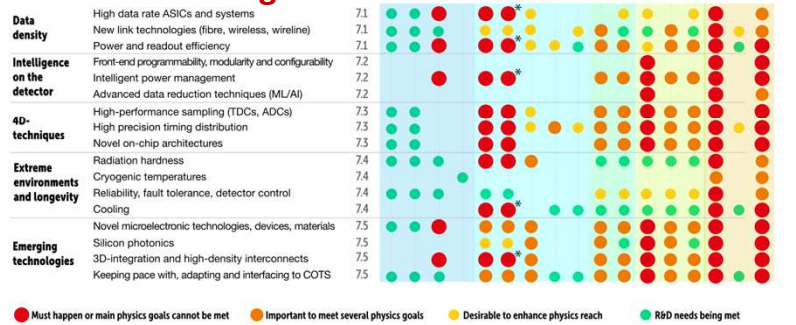 Data density
High data rate ASICs and systems 7.1
New link technologies (fibre, wireless, wireline) 7.1
Power and readout efficiency 7.1
Intelligence on the detector
Front-end programmability, modularity and configurability 7.2
Intelligent power management 7.2
Advanced data reduction techniques (ML/AI) 7.2
4D-techniques
High-performance sampling (TDCs, ADCs) 7.3
High precision timing distribution 7.3
Novel on-chip architectures 7.3
Extreme environments and longevity
Radiation hardness 7.4
Cryogenic temperatures 7.4
Reliability, fault tolerance, detector control 7.4
Cooling 7.4
Emerging technologies
Novel microelectronic technologies, devices, materials 7.5
Silicon photonics 7.5
3D-integration and high-density interconnects 7.5
Keeping pace with, adapting and interfacing to COTS 7.5
* * * * *
Must happen or main physics goals cannot be met Important to meet several physics goals Desirable to enhance physics reach R&D needs being met